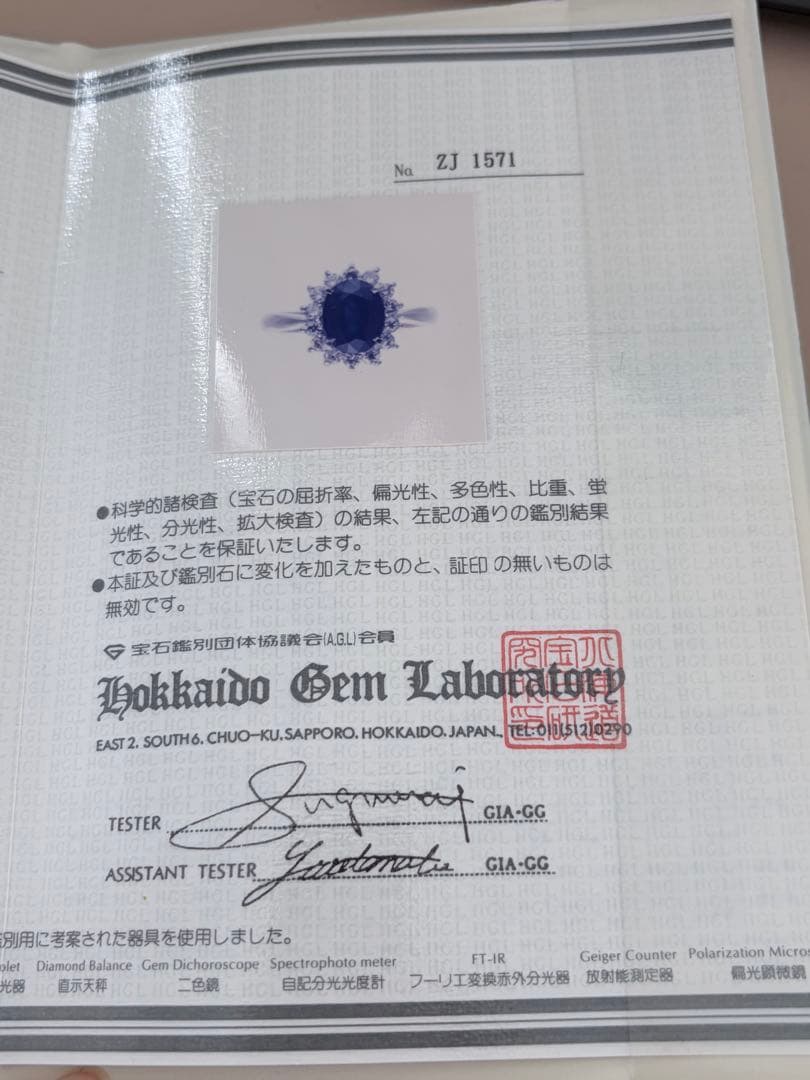 No. ZJ 1571
●科学的諸検査（宝石の屈折率、偏光性、多色性、比重、蛍
光性、分光性、拡大検査）の結果、左記の通りの鑑別結果
であることを保証いたします。
●本証及び鑑別石に変化を加えたものと、証印の無いものは
無効です。
宝石鑑別団体協議会(A.G.L)会員
Hokkaido Gem Laboratory
EAST 2. SOUTH 6. CHUO-KU. SAPPORO. HOKKAIDO. JAPAN., TEL 011(512)0290
TESTER GIA·GG
ASSISTANT TESTER GIA·GG
別用に考案された器具を使用しました。
olet Diamond Balance Gem Dichoroscope Spectrophoto meter FT-IR Geiger Counter Polarization Micros
光器 直示天秤 二色鏡 自記分光光度計 フーリエ変換赤外分光器 放射能測定器 偏光顕微鏡